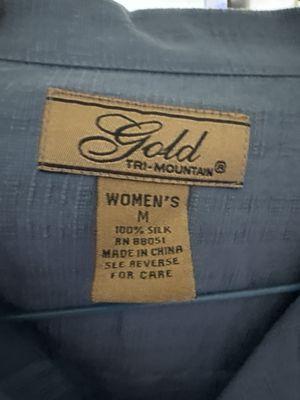 Gold
TRI-MOUNTAIN®
WOMEN'S
M
100% SILK
RN 88051
MADE IN CHINA
SEE REVERSE
FOR CARE